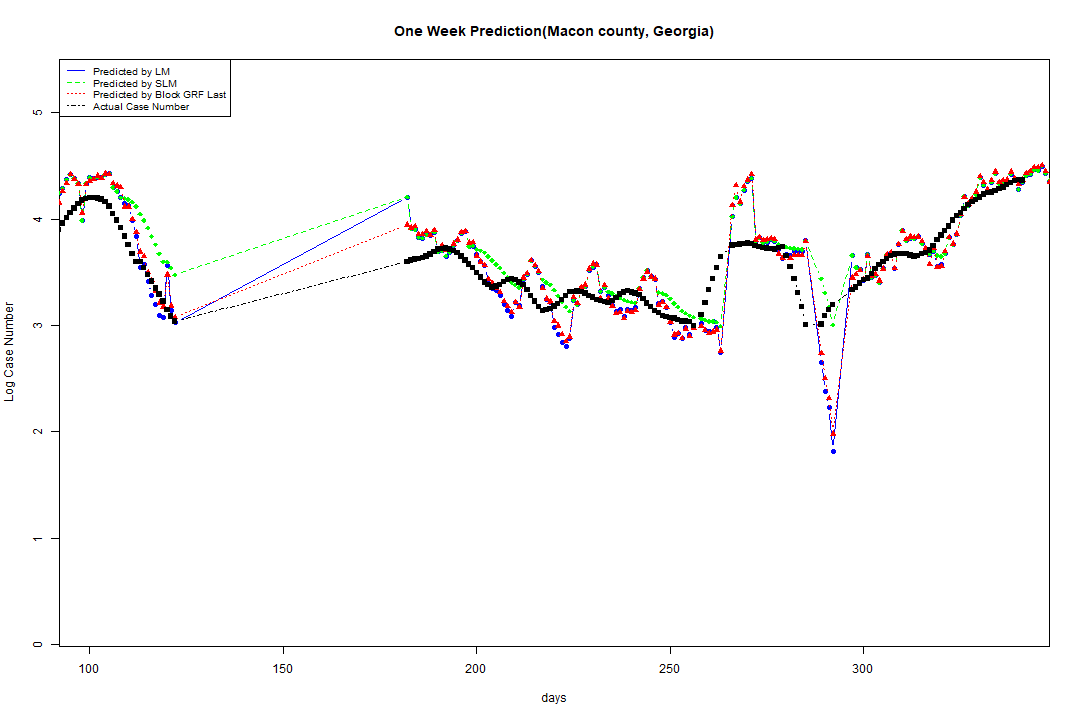 One Week Prediction(Macon county, Georgia)
Predicted by LM
Predicted by SLM
Predicted by Block GRF Last
Actual Case Number
5
4
3
2
1
0
Log Case Number
100
150
200
250
300
days